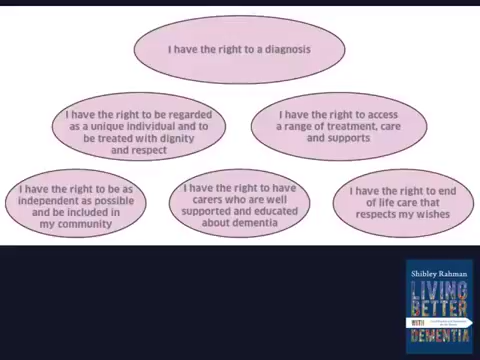 I have the right to a diagnosis
I have the right to be regarded
as a unique individual and to
be treated with dignity
and respect
I have the right to access
a range of treatment, care
and supports
I have the right to be as
independent as possible
and be included in
my community
I have the right to have
carers who are well
supported and educated
about dementia
I have the right to end
of life care that
respects my wishes
Shibley Rahman
LIVING
BETTER
WITH
DEMENTIA